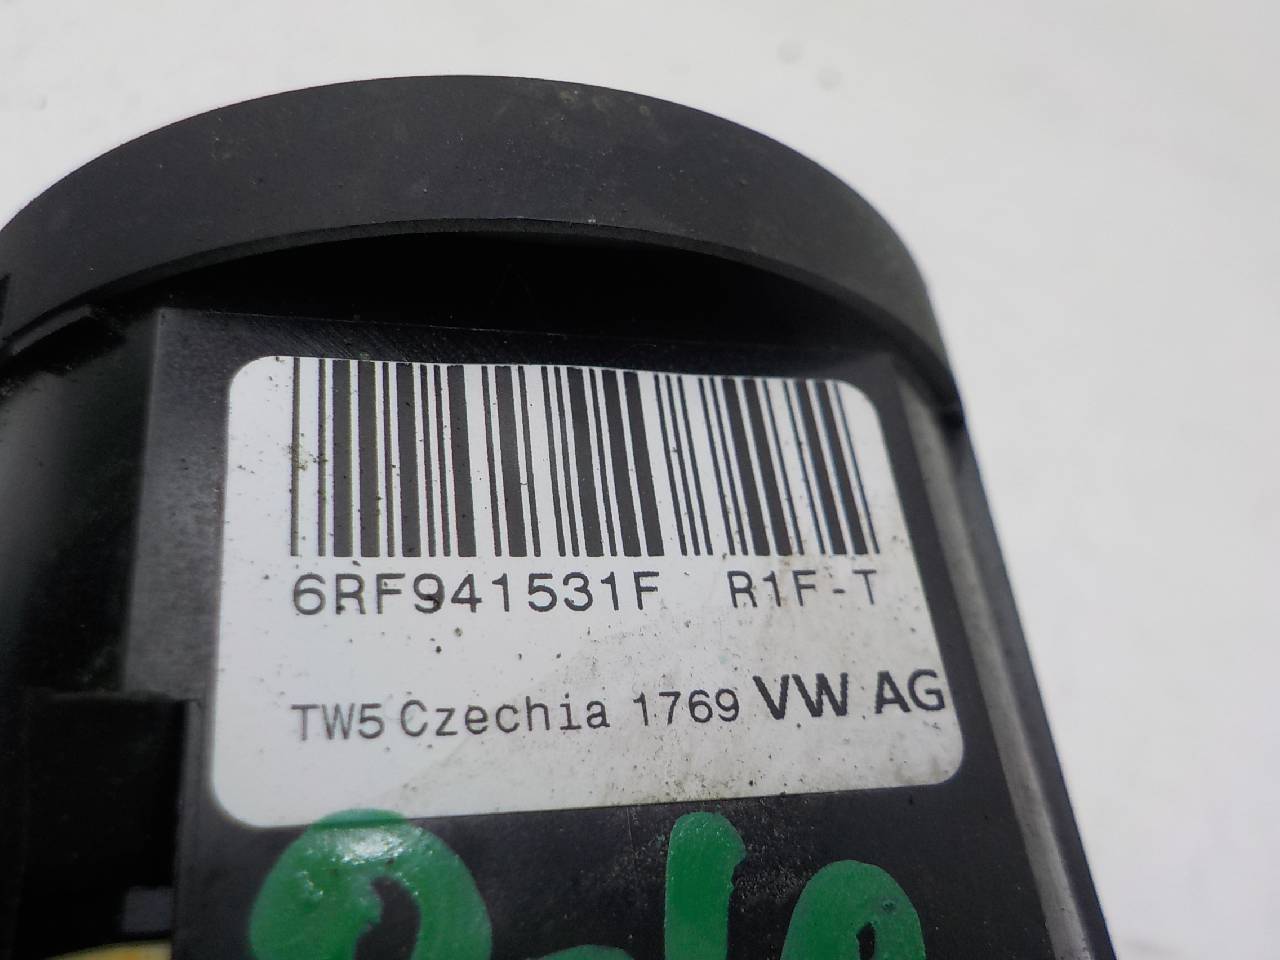 6RF941531F R1F-T
TW5 Czechia 1769 VW AG